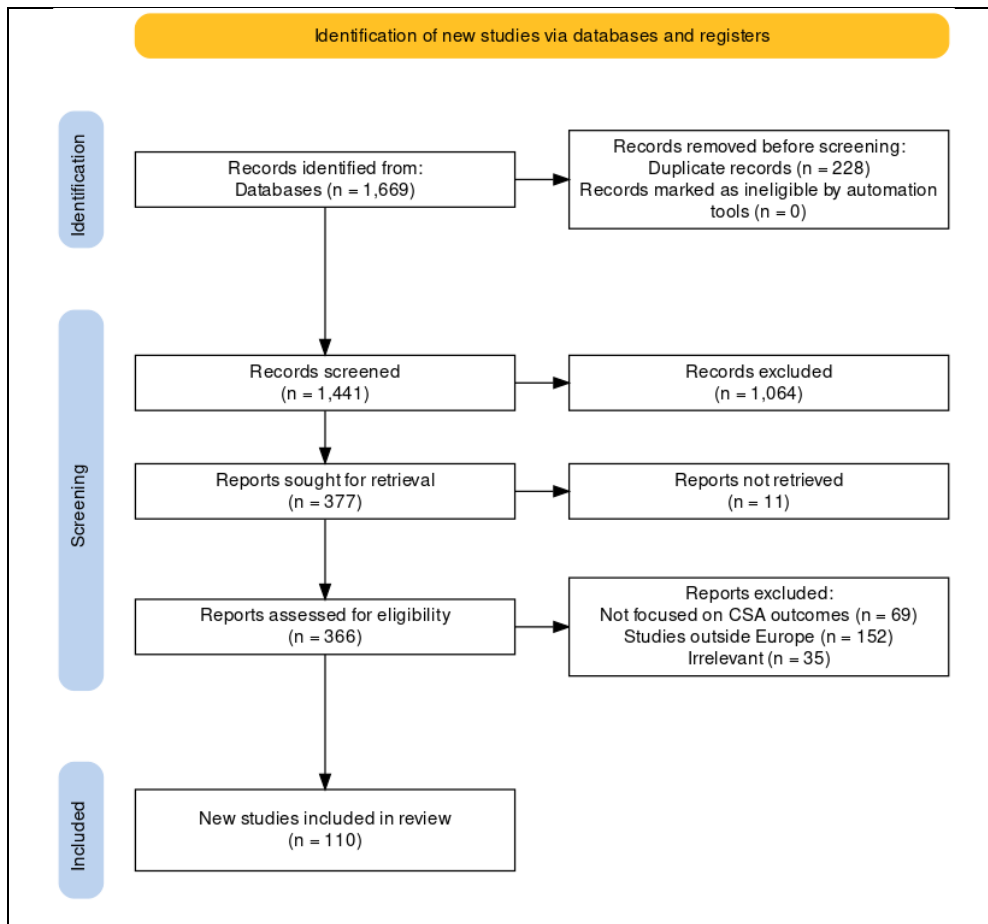 Identification of new studies via databases and registers
Identification
Records identified from:
Databases (n = 1,669)
Records removed before screening:
Duplicate records (n = 228)
Records marked as ineligible by automation
tools (n = 0)
Screening
Records screened
(n = 1,441)
Records excluded
(n = 1,064)
Reports sought for retrieval
(n = 377)
Reports not retrieved
(n = 11)
Reports assessed for eligibility
(n = 366)
Reports excluded:
Not focused on CSA outcomes (n = 69)
Studies outside Europe (n = 152)
Irrelevant (n = 35)
Included
New studies included in review
(n = 110)